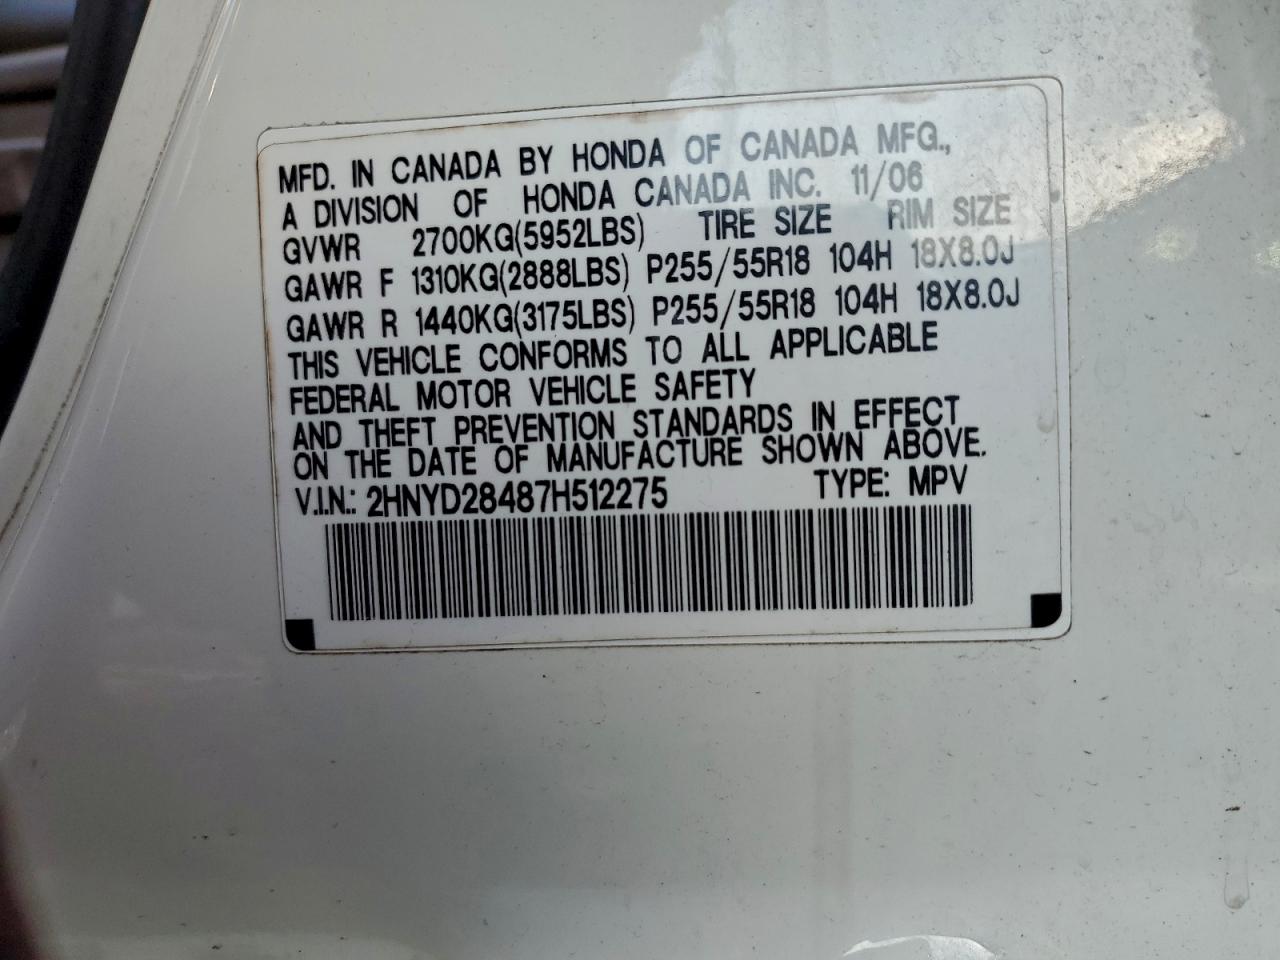 MFD. IN CANADA BY HONDA OF CANADA MFG.,
A DIVISION OF HONDA CANADA INC. 11/06
GVWR 2700KG(5952LBS) TIRE SIZE RIM SIZE
GAWR F 1310KG(2888LBS) P255/55R18 104H 18X8.0J
GAWR R 1440KG(3175LBS) P255/55R18 104H 18X8.0J
THIS VEHICLE CONFORMS TO ALL APPLICABLE
FEDERAL MOTOR VEHICLE SAFETY
AND THEFT PREVENTION STANDARDS IN EFFECT
ON THE DATE OF MANUFACTURE SHOWN ABOVE.
V.I.N.: 2HNYD28487H512275 TYPE: MPV